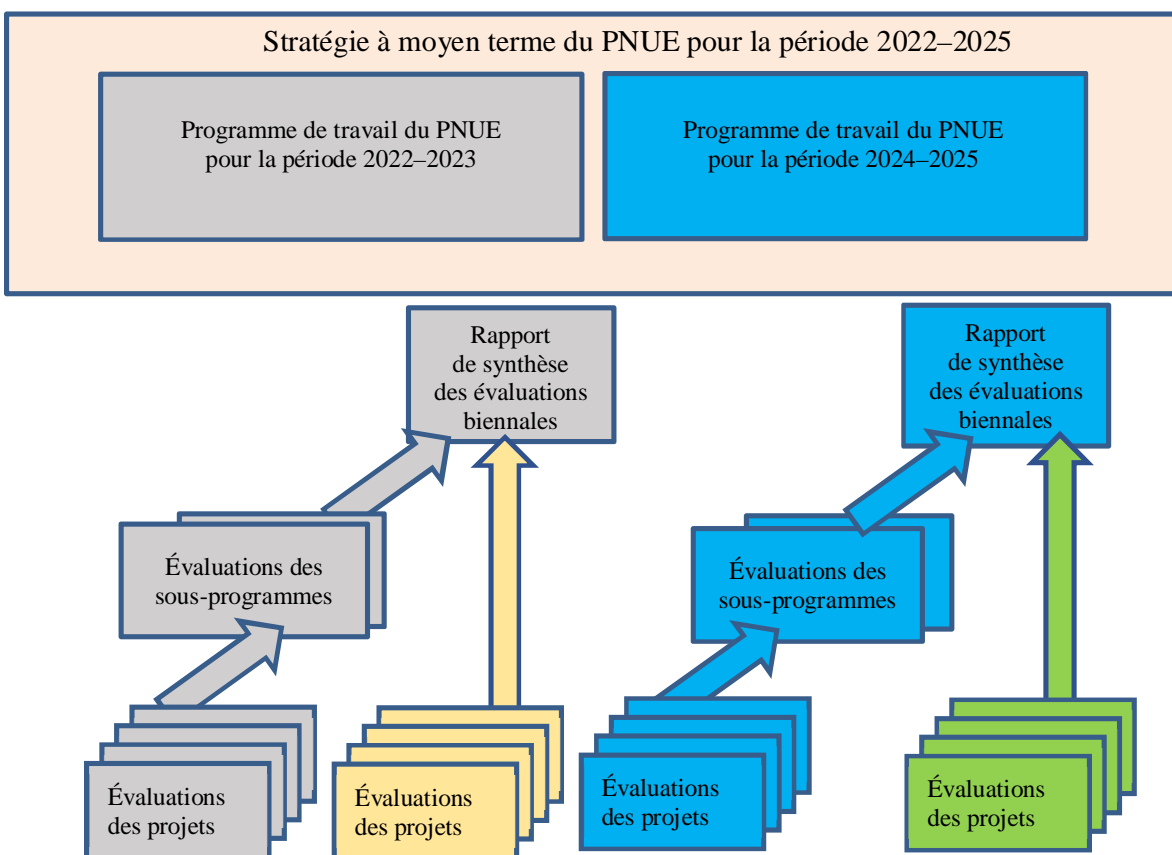 Stratégie à moyen terme du PNUE pour la période 2022–2025
Programme de travail du PNUE
pour la période 2022–2023
Programme de travail du PNUE
pour la période 2024–2025
Rapport
de synthèse
des évaluations
biennales
Rapport
de synthèse
des évaluations
biennales
Évaluations des
sous-programmes
Évaluations des
sous-programmes
Évaluations
des projets
Évaluations
des projets
Évaluations
des projets
Évaluations
des projets